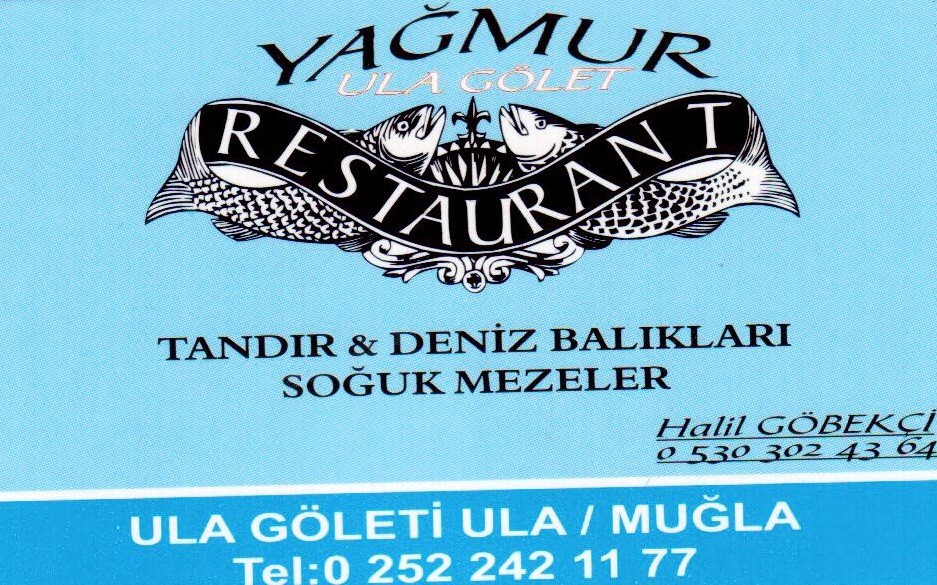 YAĞMUR
ULA GÖLET
RESTAURANT
TANDIR & DENİZ BALIKLARI
SOĞUK MEZELER
Halil GÖBEKÇİ
0 530 302 43 64
ULA GÖLETİ ULA / MUĞLA
Tel:0 252 242 11 77